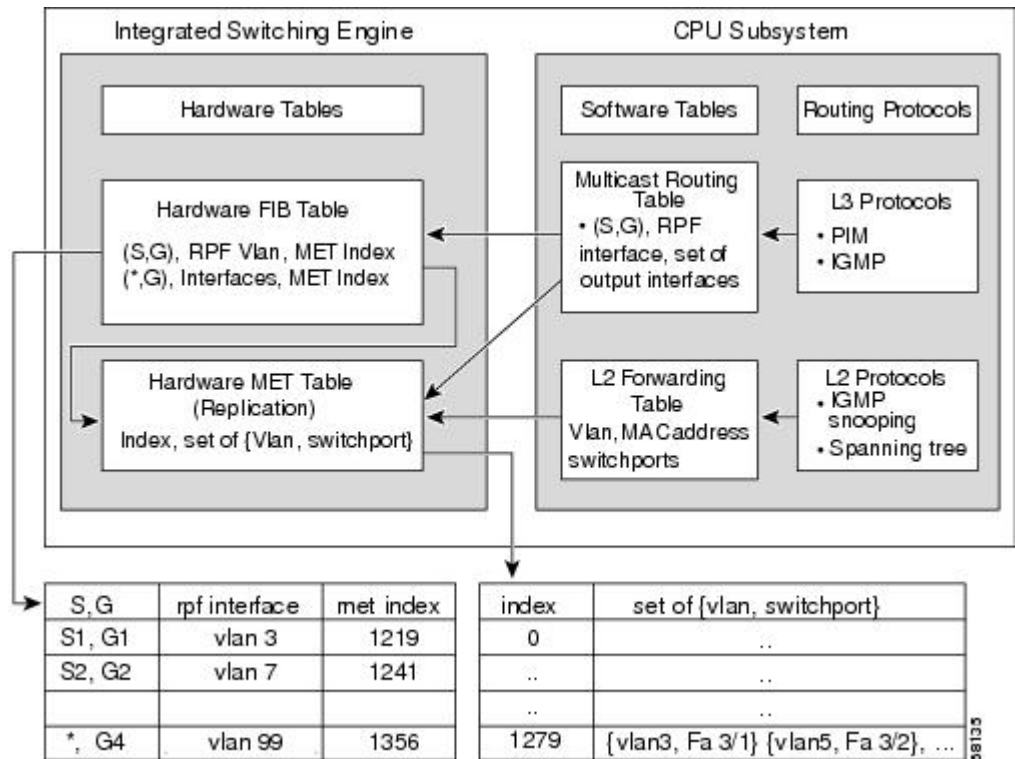 Integrated Switching Engine
CPU Subsystem
Hardware Tables
Software Tables
Routing Protocols
Hardware FIB Table
(S,G), RPF Vlan, MET Index
(*,G), Interfaces, MET Index
Multicast Routing
Table
• (S,G), RPF
interface, set of
output interfaces
L3 Protocols
• PIM
• IGMP
Hardware MET Table
(Replication)
Index, set of {Vlan, switchport}
L2 Forwarding
Table
Vlan, MAC address
switchports
L2 Protocols
• IGMP
snooping
• Spanning tree
S,G rpf interface met index
S1, G1 vlan 3 1219
S2, G2 vlan 7 1241
*, G4 vlan 99 1356
index set of {vlan, switchport}
0 ..
.. ..
.. ..
1279 {vlan3, Fa 3/1} {vlan5, Fa 3/2}, ...
68135